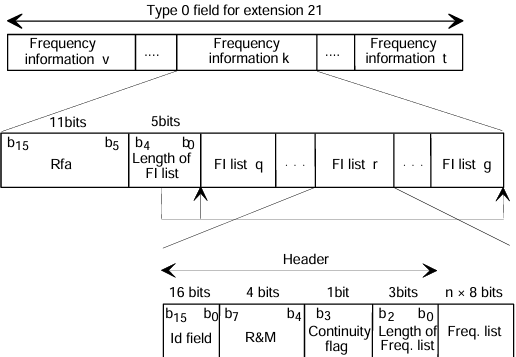 Type 0 field for extension 21
Frequency information v
....
Frequency information k
....
Frequency information t
11bits
5bits
b15 b5
Rfa
b4 b0
Length of FI list
FI list q
. . .
FI list r
. . .
FI list g
Header
16 bits
4 bits
1bit
3bits
n × 8 bits
b15 b0
Id field
b7 b4
R&M
b3
Continuity flag
b2 b0
Length of Freq. list
Freq. list